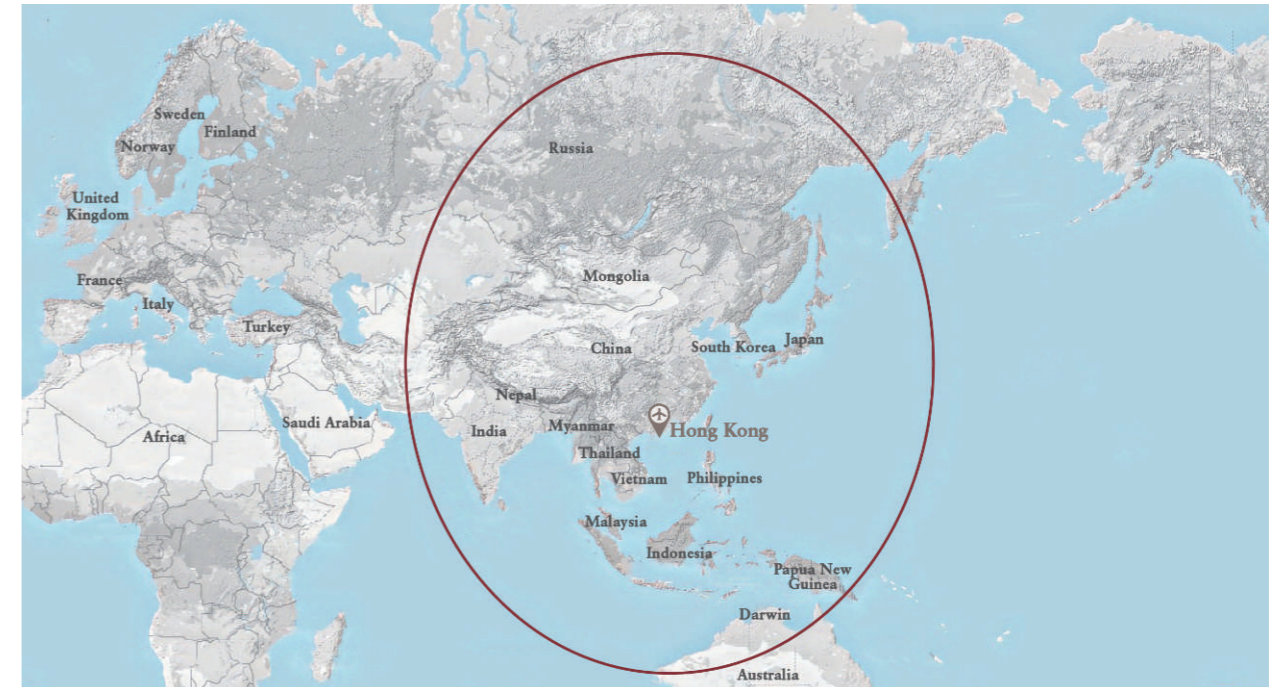 Sweden
Finland
Norway
Russia
United
Kingdom
Mongolia
France
Italy
Turkey
South Korea
Japan
China
Nepal
Saudi Arabia
Myanmar
India
Hong Kong
Africa
Thailand
Vietnam
Philippines
Malaysia
Indonesia
Papua New
Guinea
Darwin
Australia